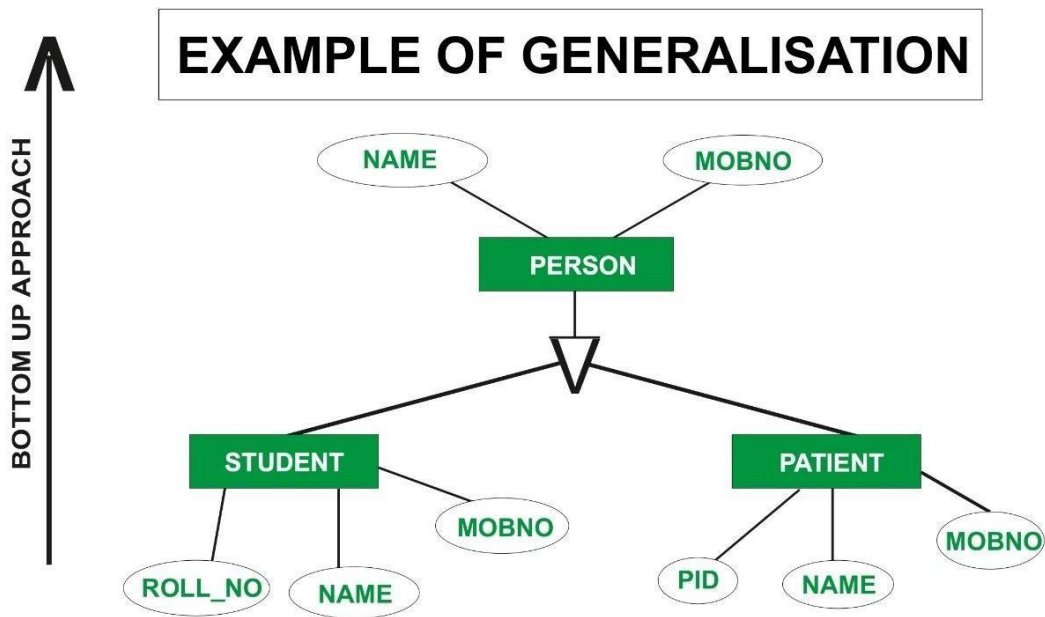 EXAMPLE OF GENERALISATION
BOTTOM UP APPROACH
NAME
MOBNO
PERSON
STUDENT
PATIENT
MOBNO
MOBNO
ROLL_NO
NAME
PID
NAME